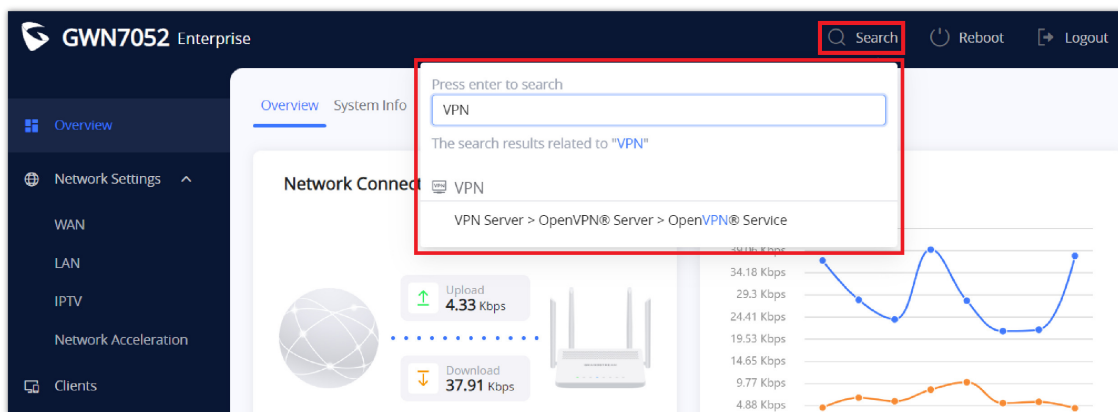 GWN7052 Enterprise
Search
Reboot
Logout
Press enter to search
VPN
The search results related to "VPN"
VPN
VPN Server > OpenVPN® Server > OpenVPN® Service
Overview
Network Settings
WAN
LAN
IPTV
Network Acceleration
Clients
Overview System Info
Network Connect
Upload
4.33 Kbps
Download
37.91 Kbps
39.06 Kbps
34.18 Kbps
29.3 Kbps
24.41 Kbps
19.53 Kbps
14.65 Kbps
9.77 Kbps
4.88 Kbps